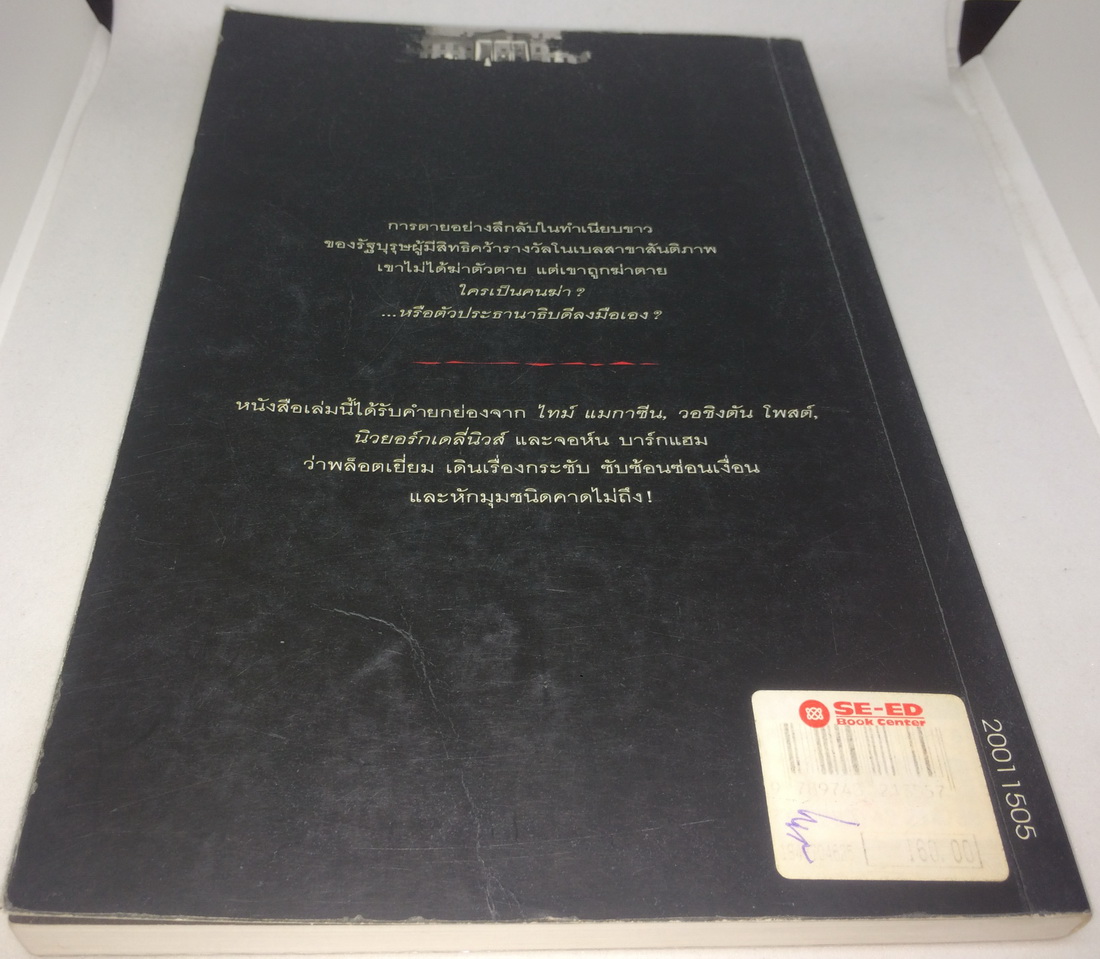 การตายอย่างลึกลับในทำเนียบขาว
ของรัฐบุรุษผู้มีสิทธิคว้ารางวัลโนเบลสาขาสันติภาพ
เขาไม่ได้ฆ่าตัวตาย แต่เขาถูกฆ่าตาย
ใครเป็นคนฆ่า?
...หรือตัวประธานาธิบดีลงมือเอง?
หนังสือเล่มนี้ได้รับคำยกย่องจาก ไทม์ แมกาซีน, วอชิงตัน โพสต์,
นิวยอร์กเดลี่นิวส์ และจอห์น บาร์กแฮม
ว่าพล็อตเยี่ยม เดินเรื่องกระชับ ซับซ้อนซ่อนเงื่อน
และหักมุมชนิดคาดไม่ถึง!
SE-ED
Book Center
160.00
20011505